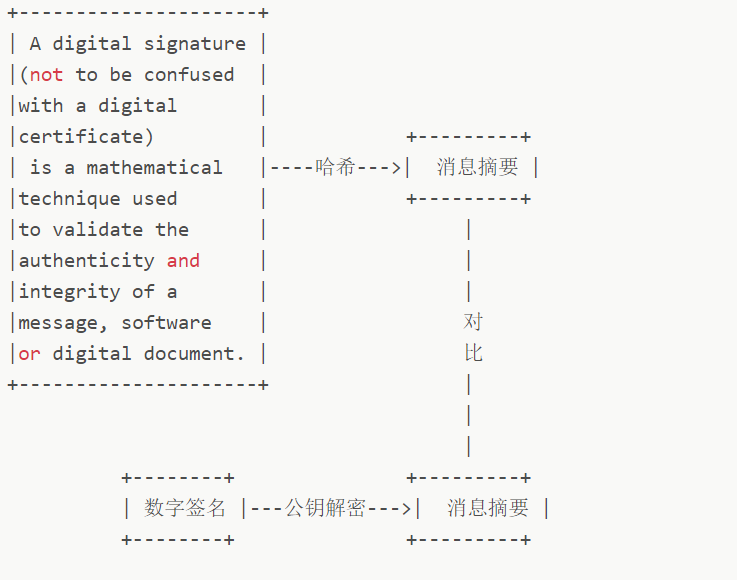 +---------------------+
| A digital signature |
|(not to be confused |
|with a digital |
|certificate) | +---------+
| is a mathematical |----哈希--->| 消息摘要 |
|technique used | +---------+
|to validate the | |
|authenticity and | |
|integrity of a | |
|message, software | 对
|or digital document. | 比
+---------------------+ |
|
|
+--------+ +---------+
| 数字签名 |---公钥解密--->| 消息摘要 |
+--------+ +---------+